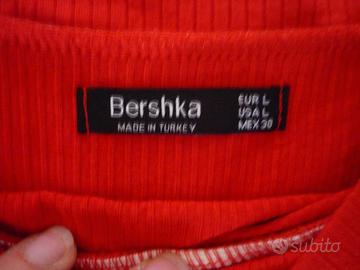 Bershka
MADE IN TURKEY
EUR L
USA L
MEX 30
subito